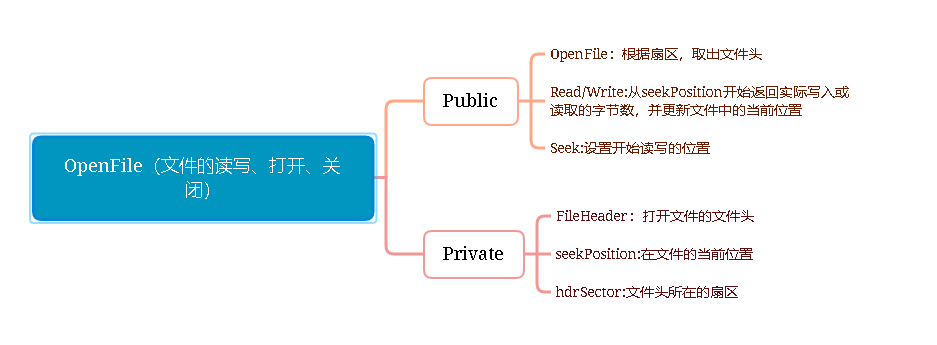 OpenFile（文件的读写、打开、关
闭）
Public
OpenFile：根据扇区，取出文件头
Read/Write:从seekPosition开始返回实际写入或
读取的字节数，并更新文件中的当前位置
Seek:设置开始读写的位置
Private
FileHeader：打开文件的文件头
seekPosition:在文件的当前位置
hdrSector:文件头所在的扇区